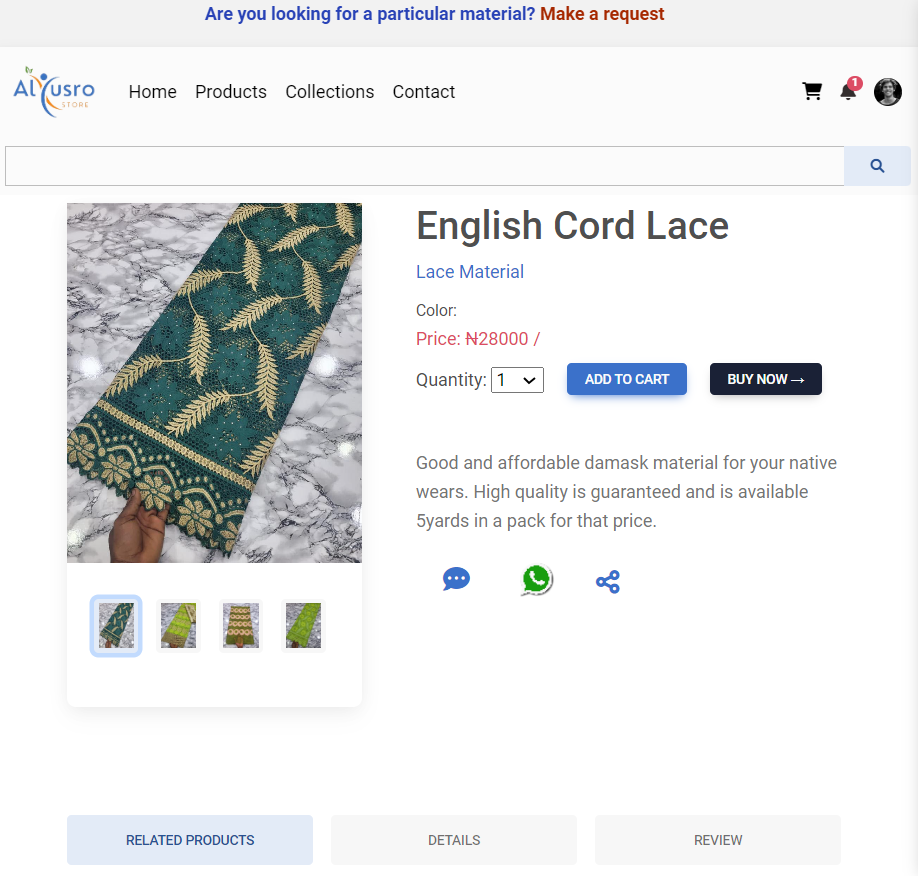 Are you looking for a particular material? Make a request
Alyusro
STORE
Home Products Collections Contact
1
English Cord Lace
Lace Material
Color:
Price: ₦28000 /
Quantity: 1 ADD TO CART BUY NOW→
Good and affordable damask material for your native
wears. High quality is guaranteed and is available
5yards in a pack for that price.
RELATED PRODUCTS DETAILS REVIEW